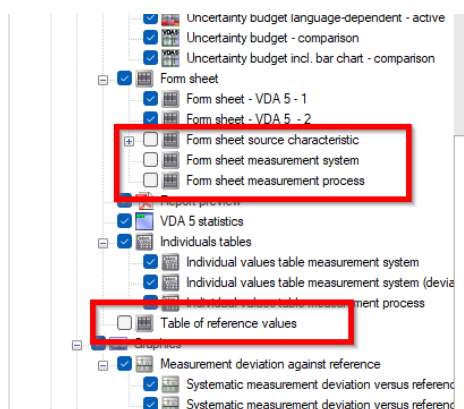 Uncertainty budget language-dependent - active
Uncertainty budget - comparison
Uncertainty budget incl. bar chart - comparison
Form sheet
Form sheet - VDA 5 - 1
Form sheet - VDA 5 - 2
Form sheet source characteristic
Form sheet measurement system
Form sheet measurement process
Report preview
VDA 5 statistics
Individuals tables
Individual values table measurement system
Individual values table measurement system (devia
Individual values table measurement process
Table of reference values
Graphics
Measurement deviation against reference
Systematic measurement deviation versus referenc
Systematic measurement deviation versus referenc